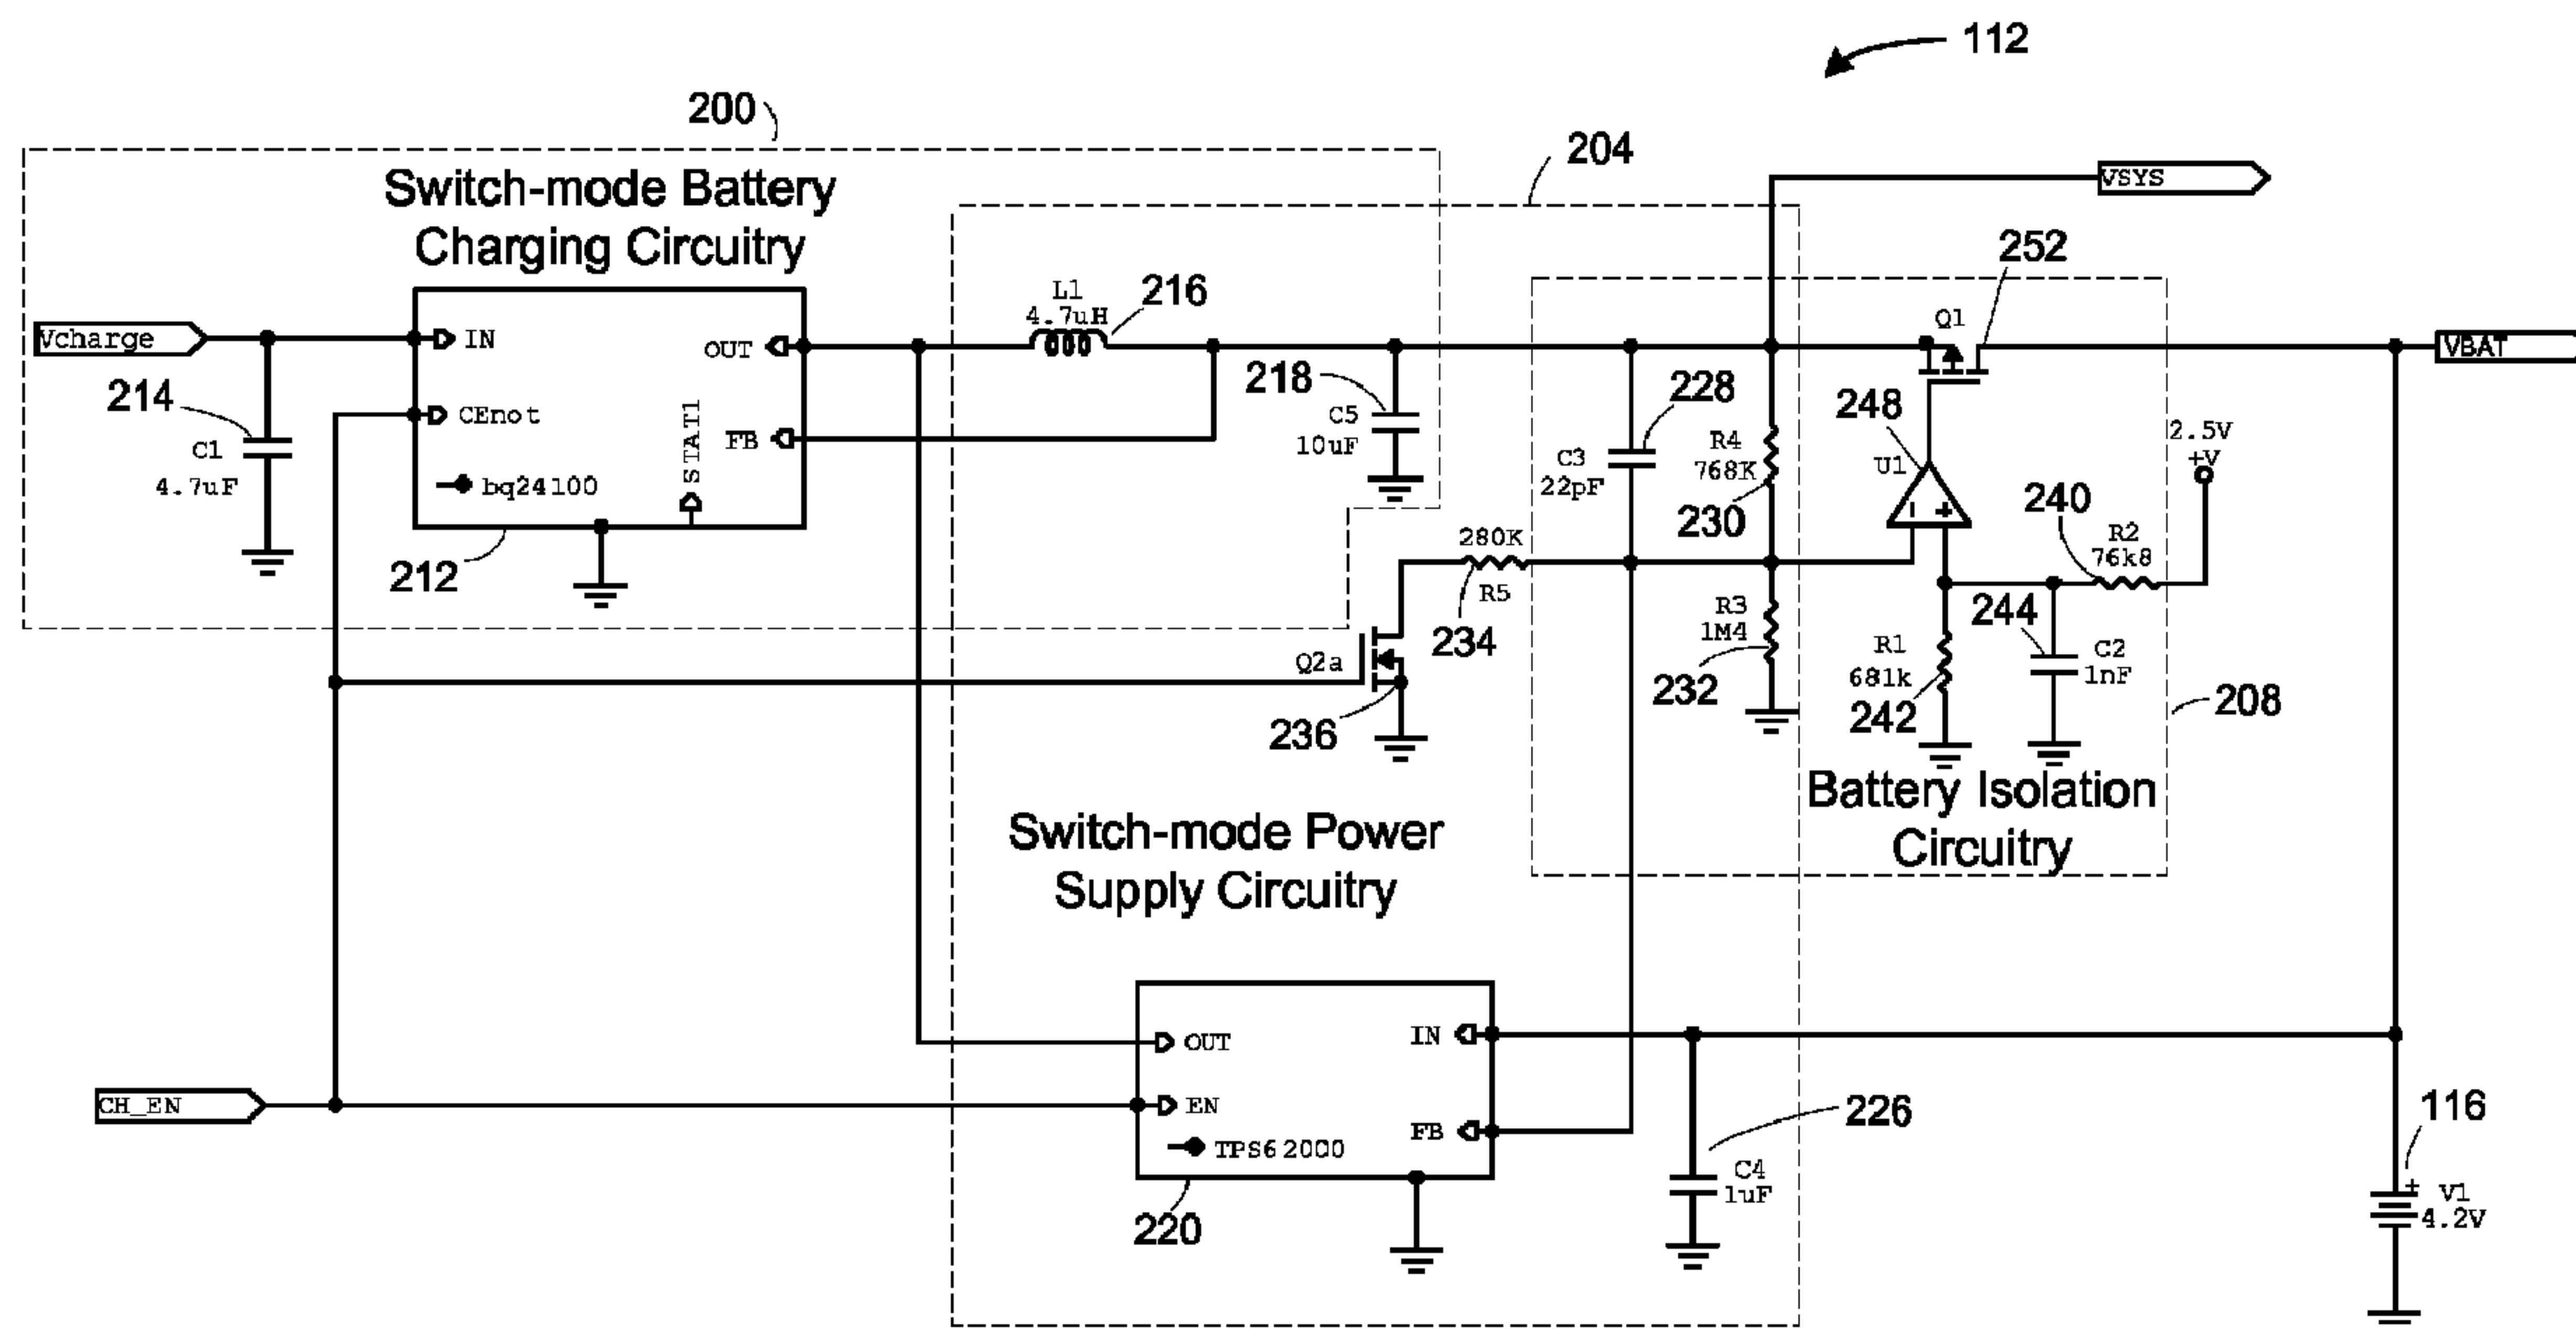 112
200
204
Switch-mode Battery
Charging Circuitry
VSYS
252
L1
4.7uH
216
Q1
Vcharge
IN
OUT
VBAT
214
218
228
248
CEnot
STAT1
FB
C1
4.7uF
C5
10uF
C3
22pF
R4
768K
U1
- +
2.5V
+V
bq24100
230
240
R2
76k8
212
280K
R5
234
R3
1M4
244
C2
1nF
Q2a
232
R1
681k
242
208
236
Battery Isolation
Circuitry
Switch-mode Power
Supply Circuitry
OUT
IN
CH_EN
EN
FB
TPS62000
226
116
C4
1uF
+
V1
4.2V
220